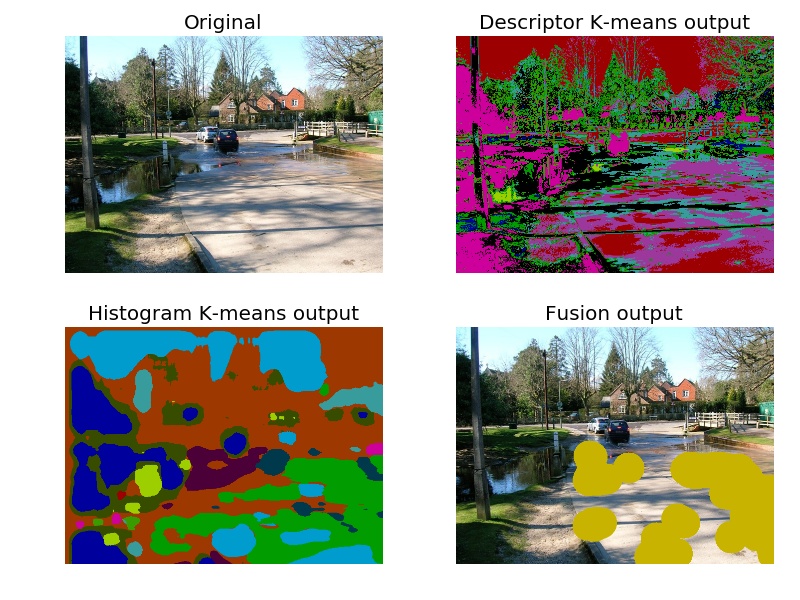 Original
Descriptor K-means output
Histogram K-means output
Fusion output